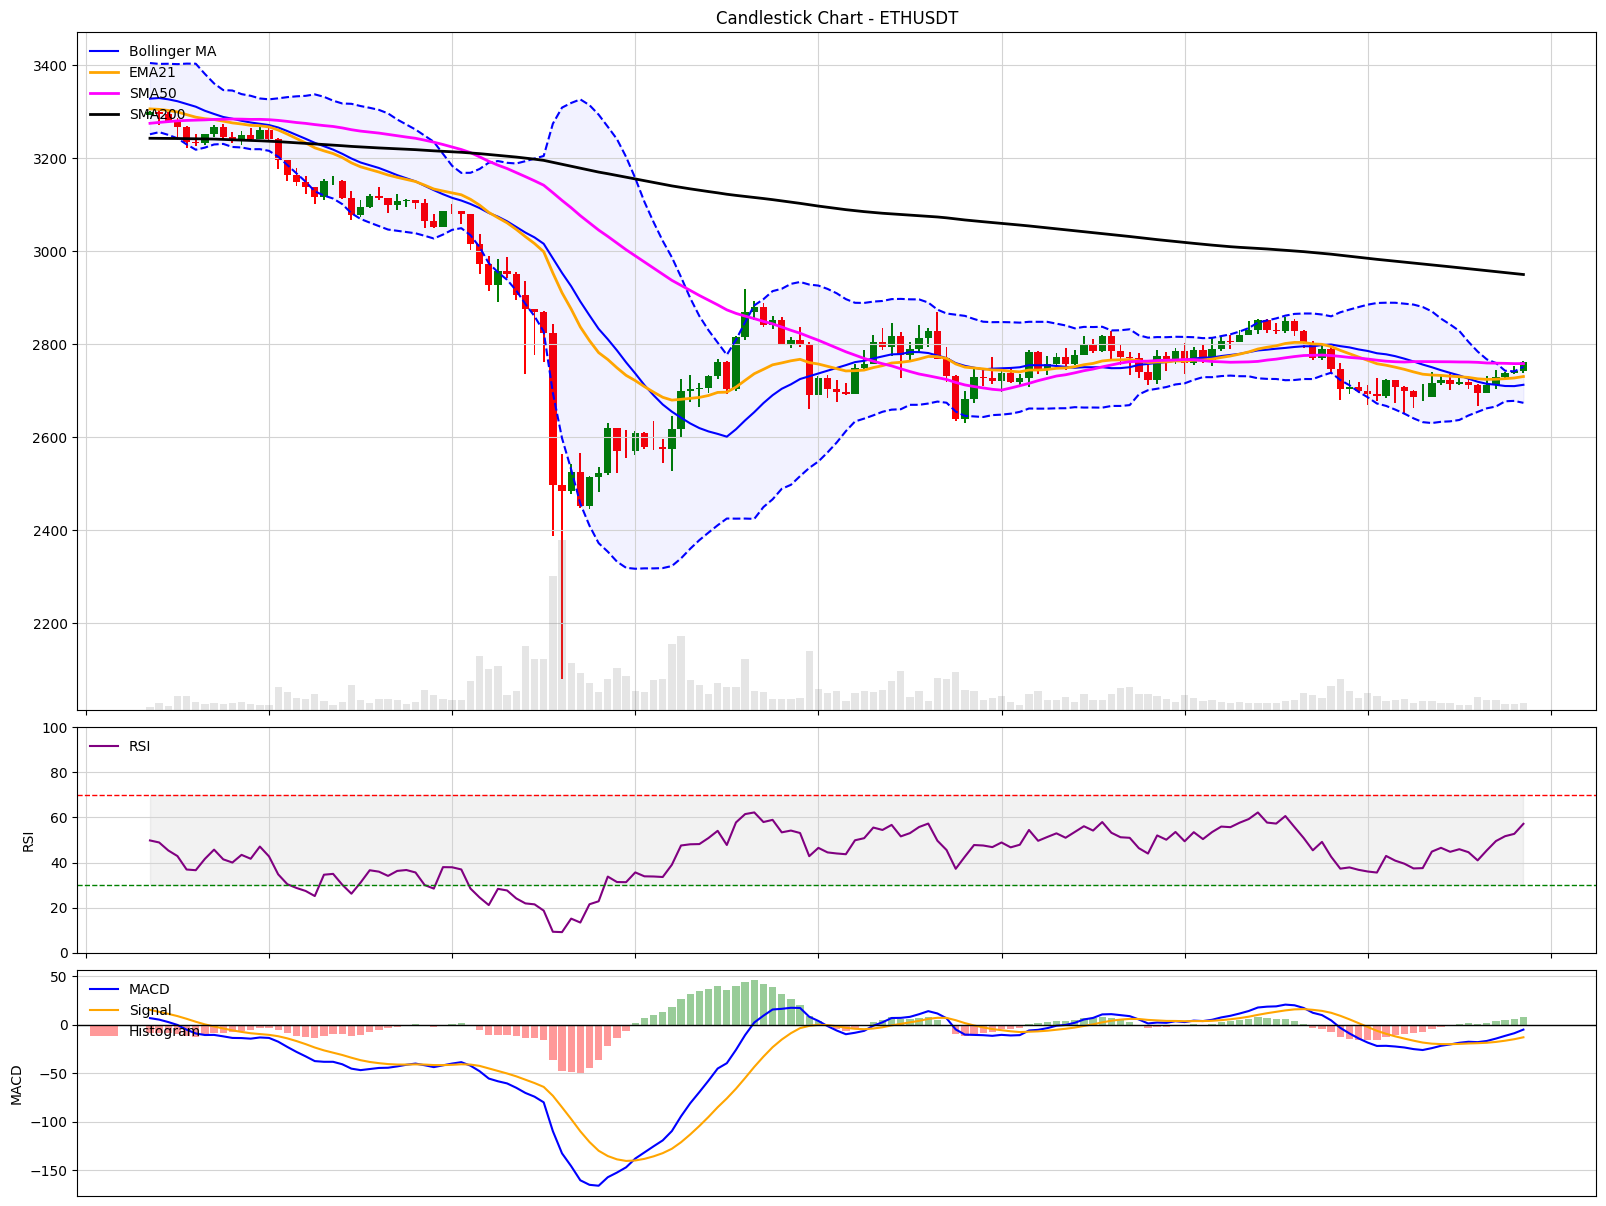 Candlestick Chart - ETHUSDT
Bollinger MA
EMA21
SMA50
SMA200
3400
3200
3000
2800
2600
2400
2200
RSI
RSI
100
80
60
40
20
0
MACD
Signal
Histogram
MACD
50
0
−50
−100
−150